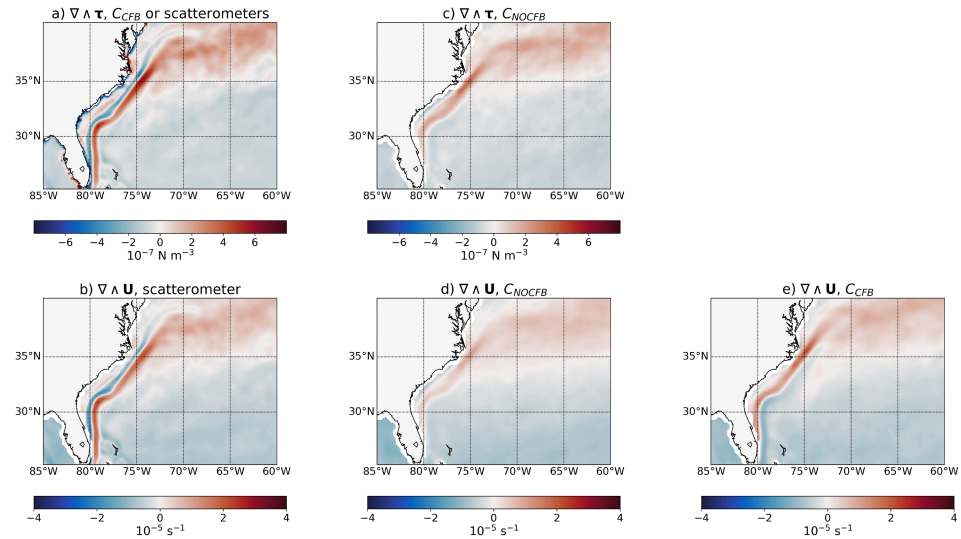 a) ∇ ∧ τ, C_CFB or scatterometers
35°N
30°N
85°W 80°W 75°W 70°W 65°W 60°W
−6 −4 −2 0 2 4 6
10⁻⁷ N m⁻³
c) ∇ ∧ τ, C_NOCFB
35°N
30°N
85°W 80°W 75°W 70°W 65°W 60°W
−6 −4 −2 0 2 4 6
10⁻⁷ N m⁻³
b) ∇ ∧ U, scatterometer
35°N
30°N
85°W 80°W 75°W 70°W 65°W 60°W
−4 −2 0 2 4
10⁻⁵ s⁻¹
d) ∇ ∧ U, C_NOCFB
35°N
30°N
85°W 80°W 75°W 70°W 65°W 60°W
−4 −2 0 2 4
10⁻⁵ s⁻¹
e) ∇ ∧ U, C_CFB
35°N
30°N
85°W 80°W 75°W 70°W 65°W 60°W
−4 −2 0 2 4
10⁻⁵ s⁻¹